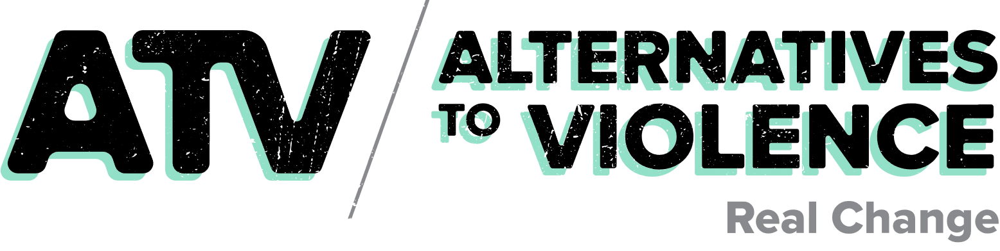 ATV
ALTERNATIVES
TO VIOLENCE
Real Change